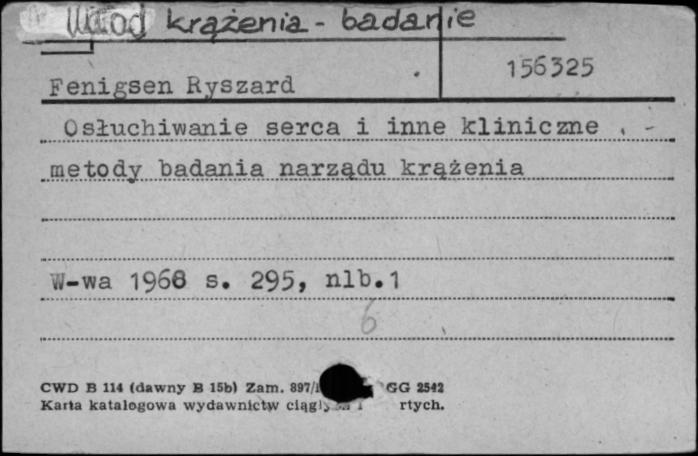 krążenia - badanie
Fenigsen Ryszard
156325
Osłuchiwanie serca i inne kliniczne
metody badania narządu krążenia
W-wa 1968 s. 295, nlb.1
6
CWD B 114 (dawny B 15b) Zam. 897/ GG 2542
Karta katalogowa wydawnictw rtych.